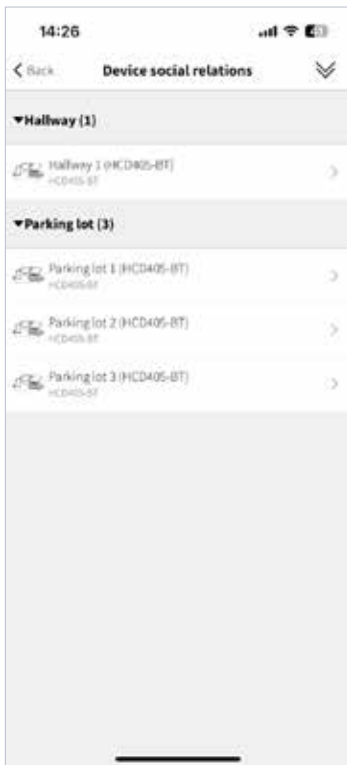 14:26
Back Device social relations
▼Hallway (1)
Hallway 1 (HCD405-BT)
HCD405-BT
▼Parking lot (3)
Parking lot 1 (HCD405-BT)
HCD405-BT
Parking lot 2 (HCD405-BT)
HCD405-BT
Parking lot 3 (HCD405-BT)
HCD405-BT